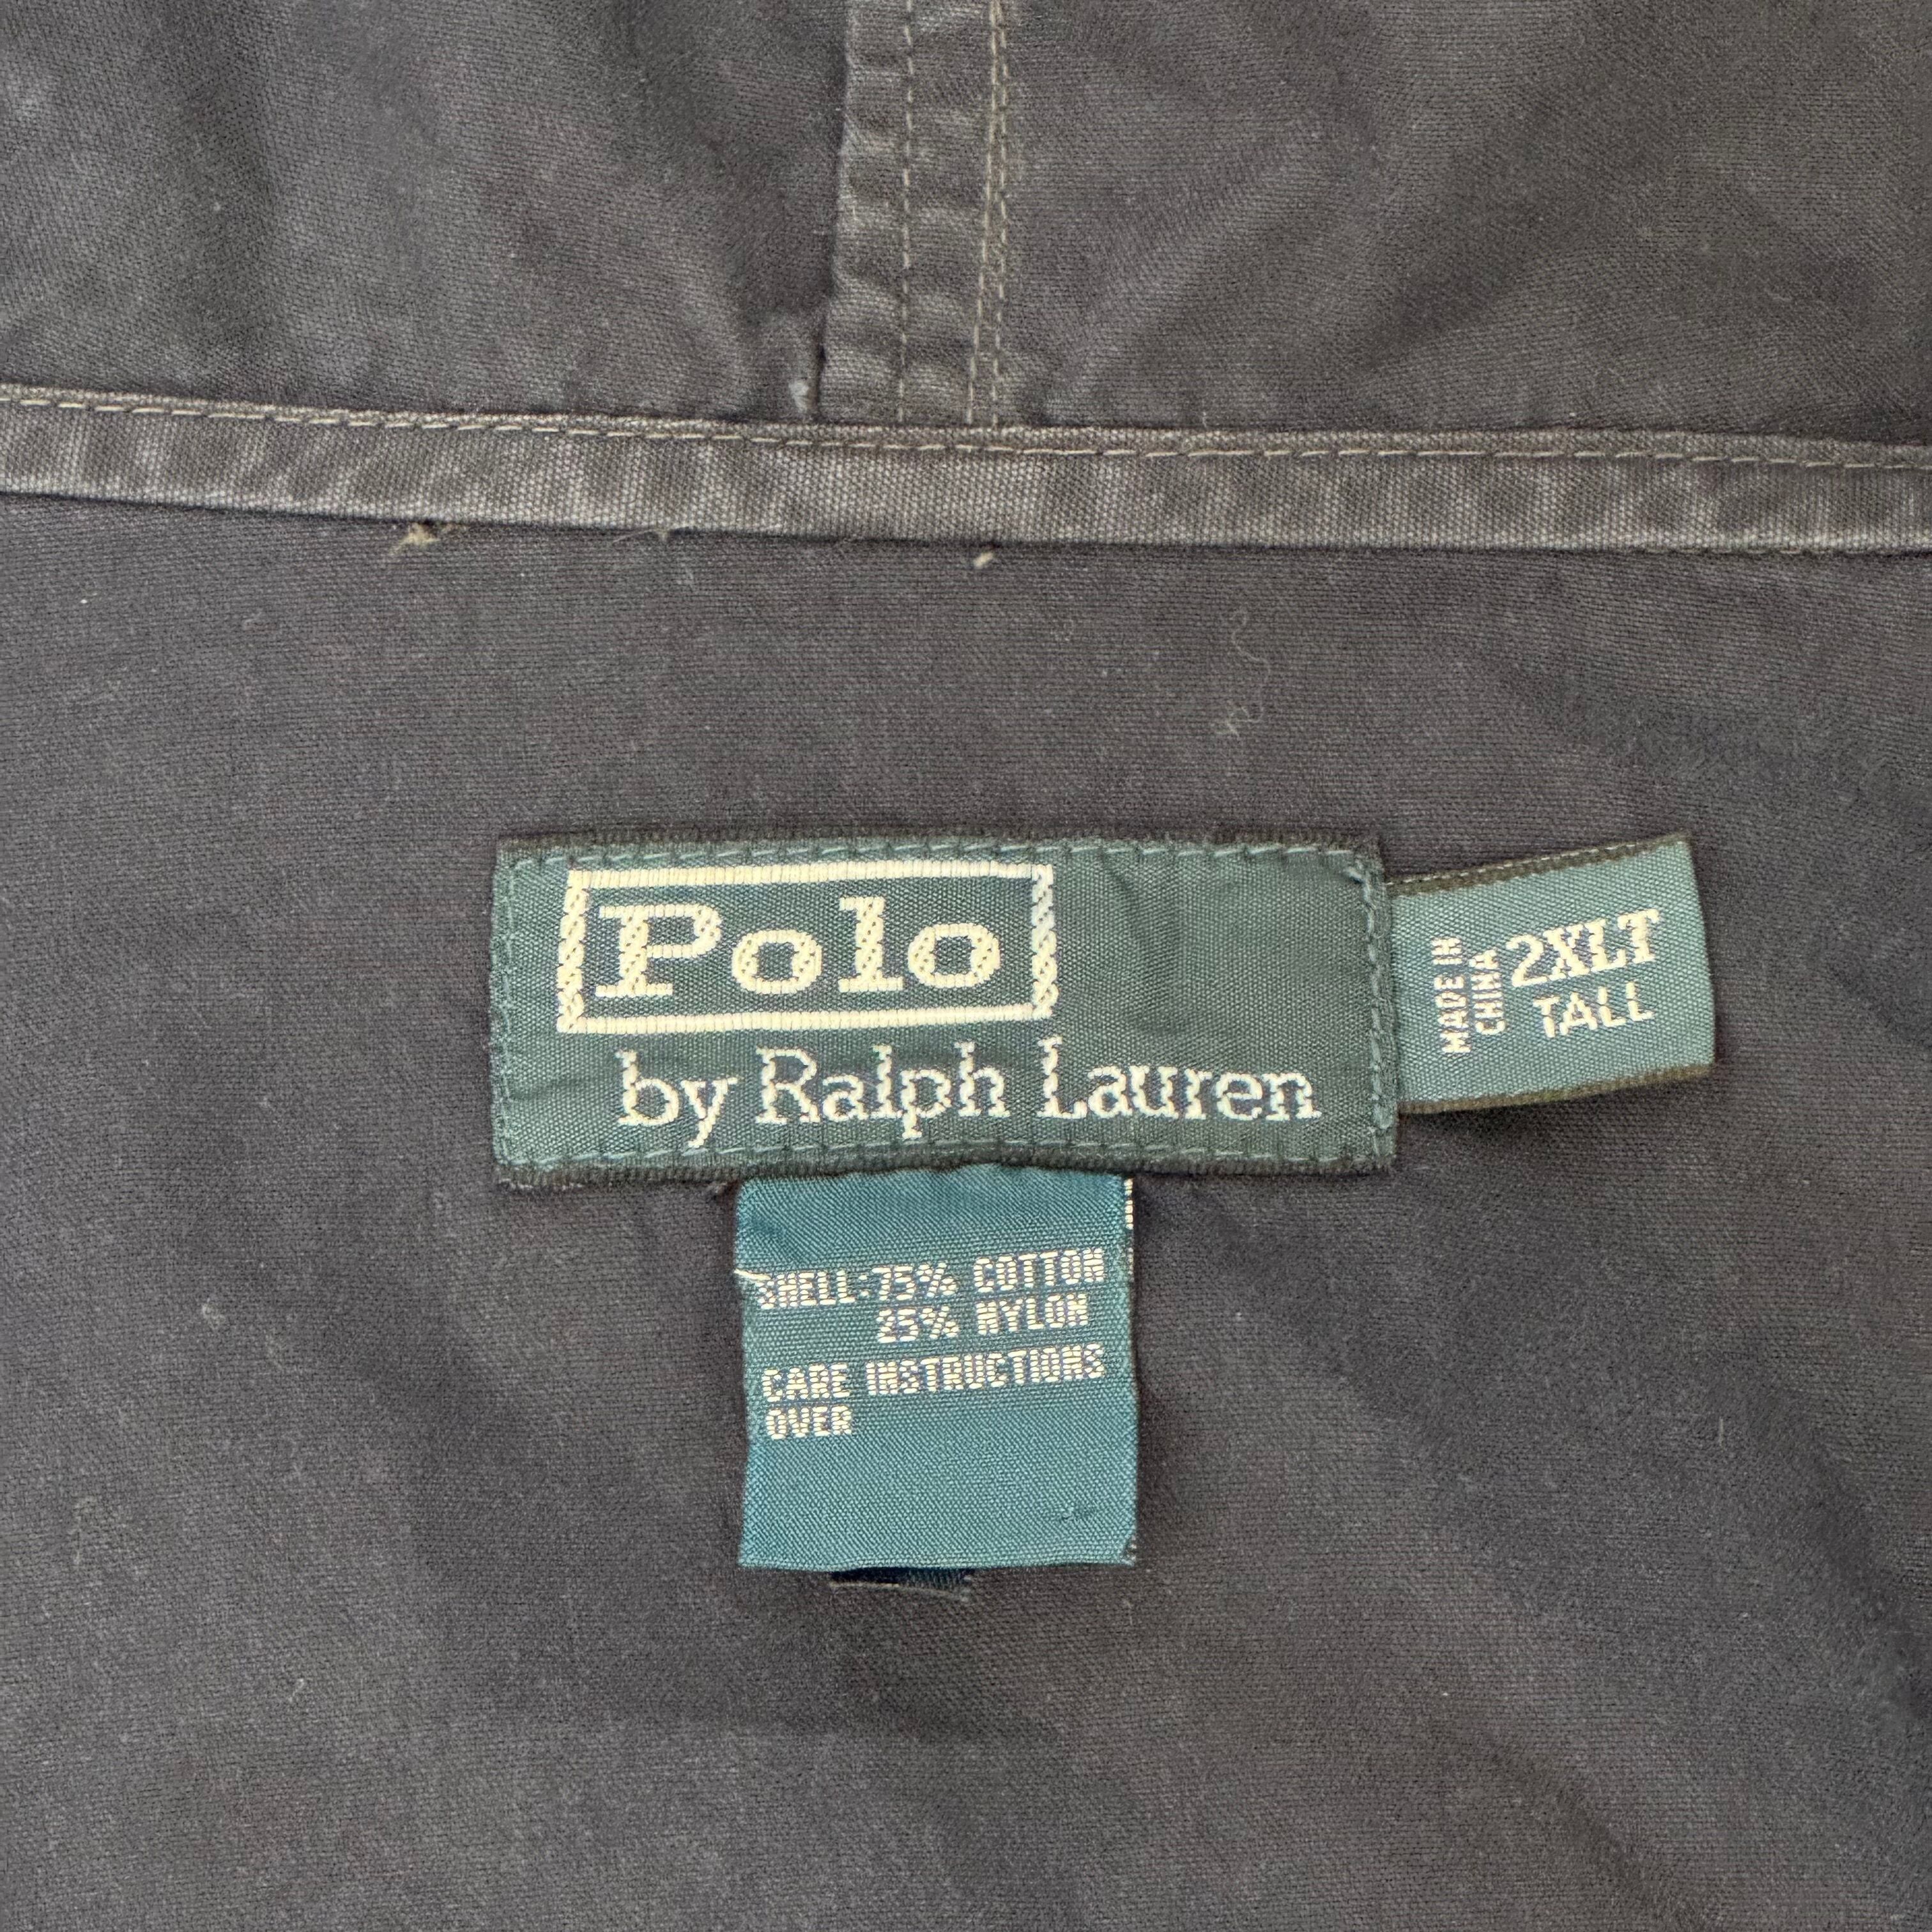 Polo
by Ralph Lauren
MADE IN
CHINA
2XLT
TALL
SHELL:75% COTTON
25% NYLON
CARE INSTRUCTIONS
OVER